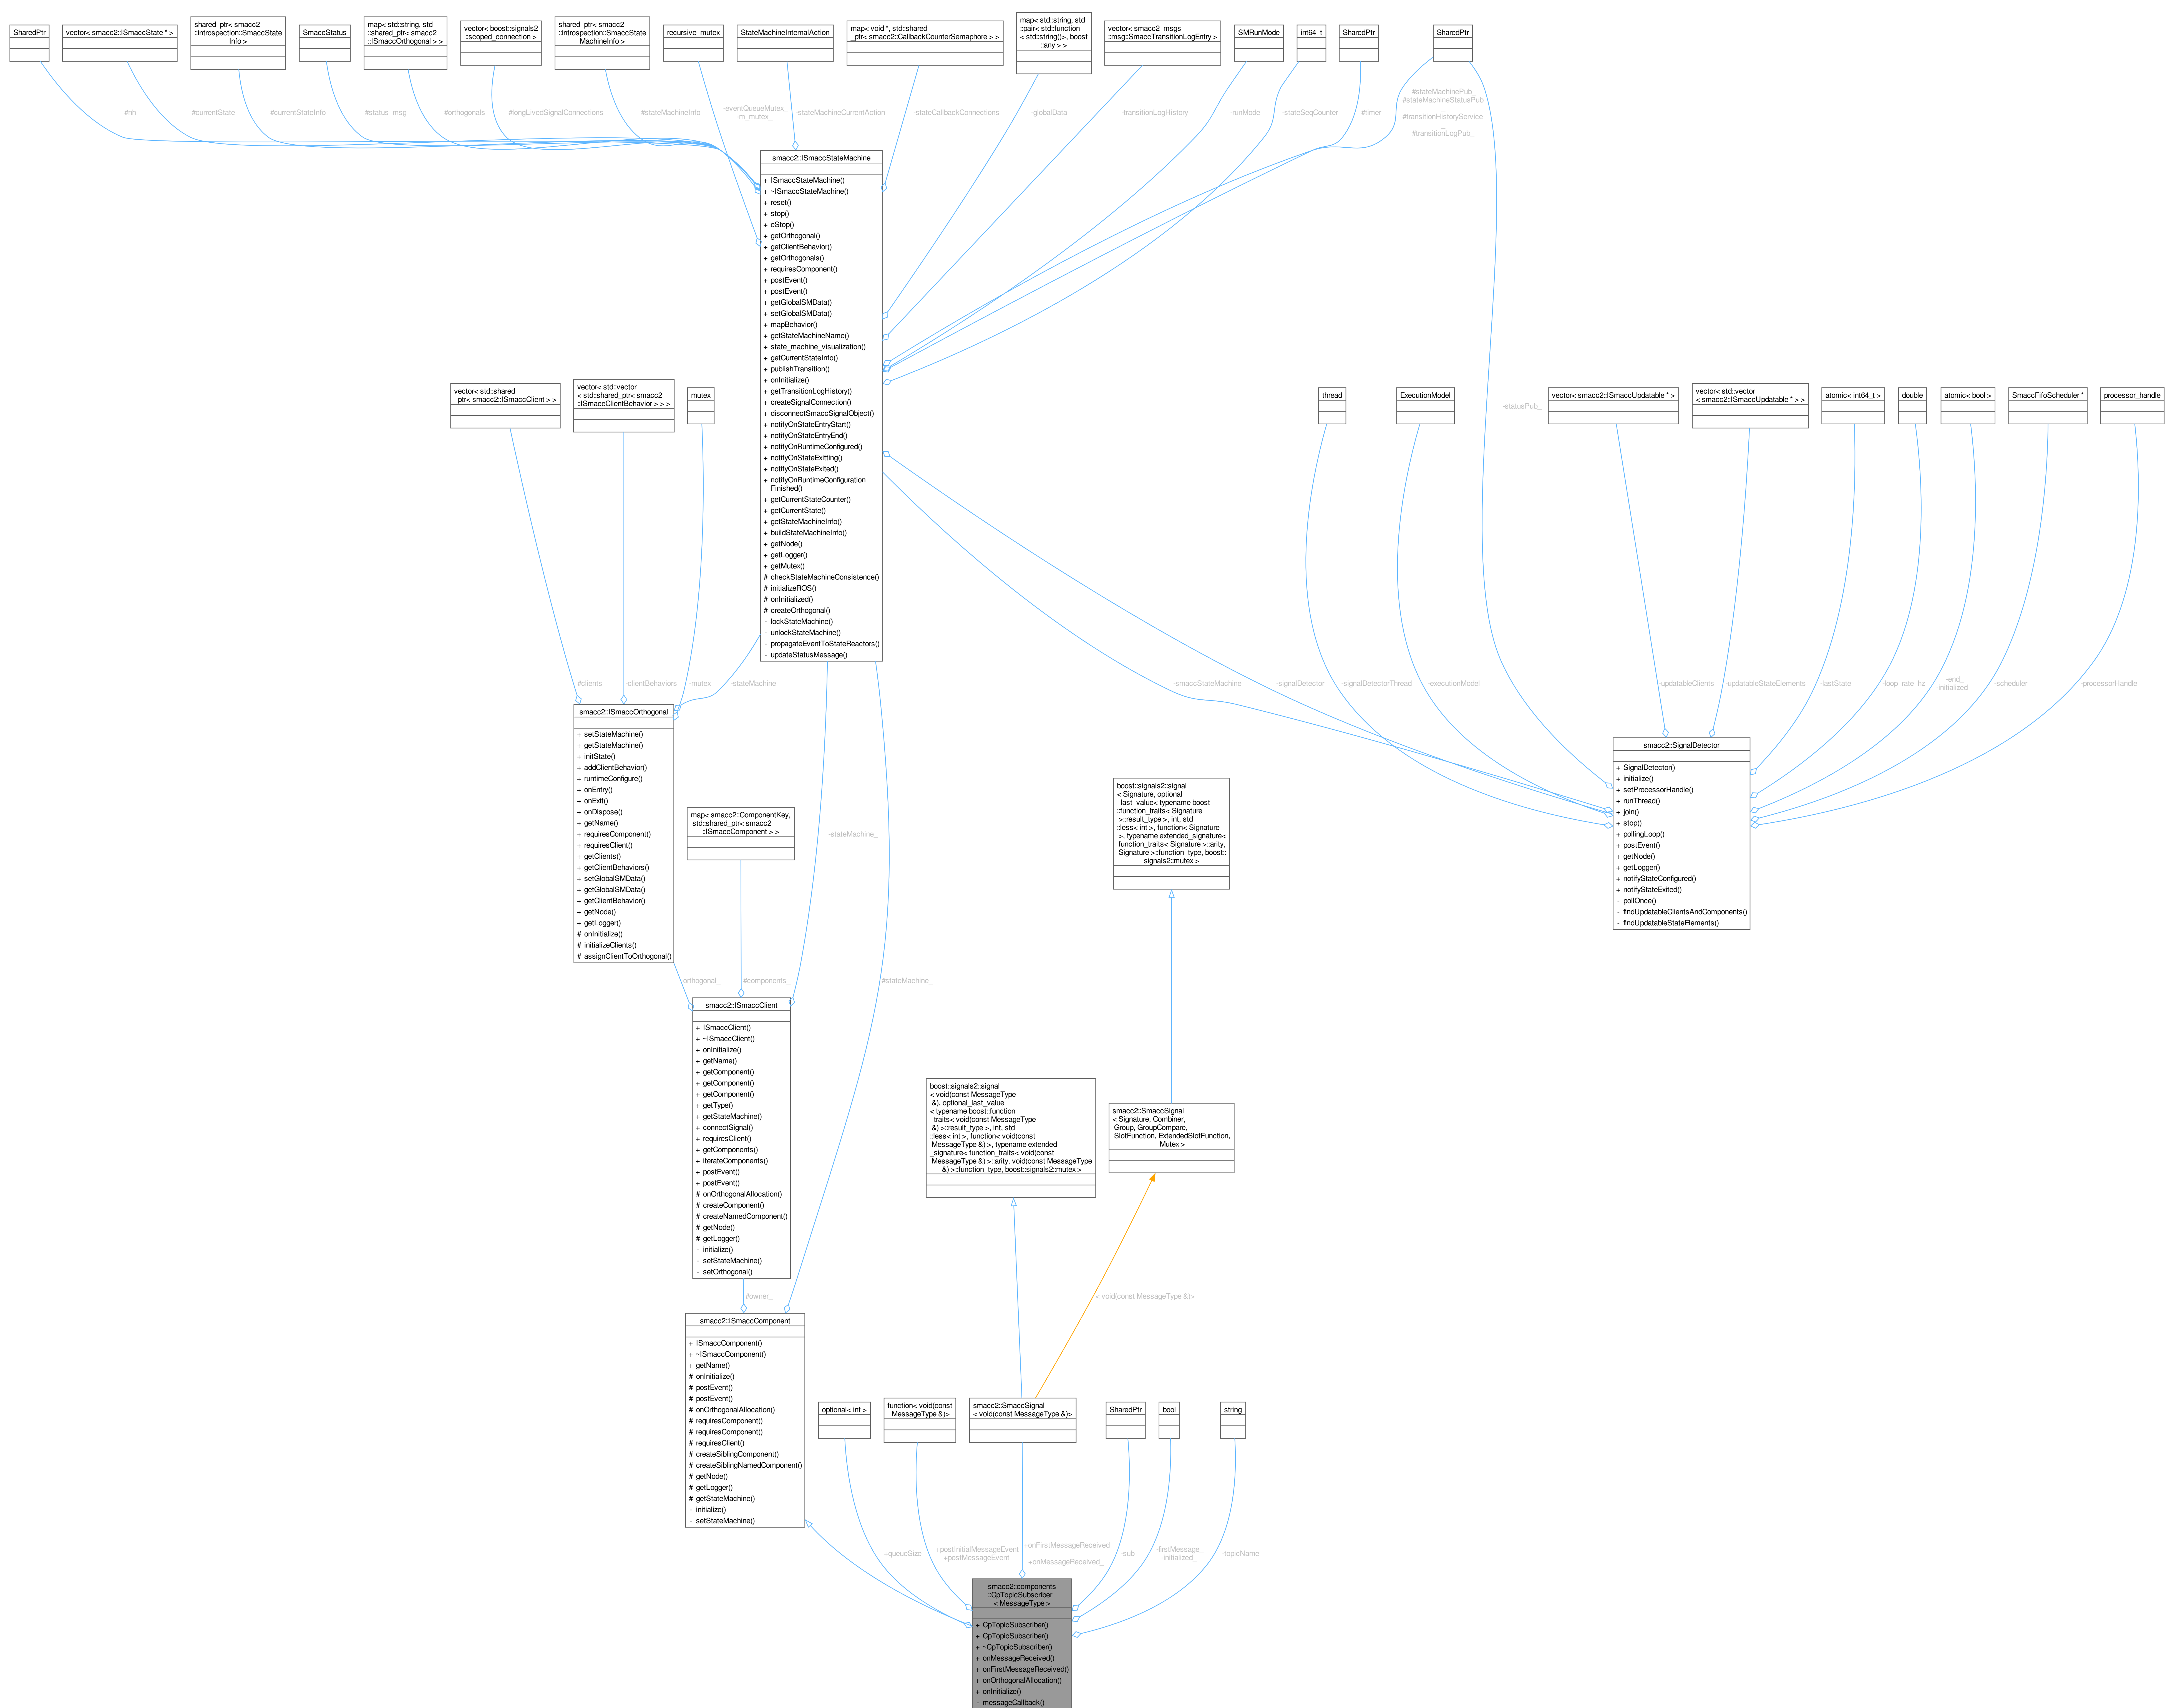 SharedPtr
vector< smacc2::ISmaccState * >
shared_ptr< smacc2
::introspection::SmaccState
Info >
SmaccStatus
map< std::string, std
::shared_ptr< smacc2
::ISmaccOrthogonal > >
vector< boost::signals2
::scoped_connection >
shared_ptr< smacc2
::introspection::SmaccState
MachineInfo >
recursive_mutex
StateMachineInternalAction
map< void *, std::shared
_ptr< smacc2::CallbackCounterSemaphore > >
map< std::string, std
::pair< std::function
< std::string()>, boost
::any > >
vector< smacc2_msgs
::msg::SmaccTransitionLogEntry >
SMRunMode
int64_t
SharedPtr
SharedPtr
#nh_
#currentState_
#currentStateInfo_
#status_msg_
#orthogonals_
#longLivedSignalConnections_
#stateMachineInfo_
-eventQueueMutex_
-m_mutex_
-stateMachineCurrentAction
-stateCallbackConnections
-globalData_
-transitionLogHistory_
-runMode_
-stateSeqCounter_
#timer_
#stateMachinePub_
#stateMachineStatusPub
_
#transitionHistoryService
_
#transitionLogPub_
smacc2::ISmaccStateMachine
+ ISmaccStateMachine()
+ ~ISmaccStateMachine()
+ reset()
+ stop()
+ eStop()
+ getOrthogonal()
+ getClientBehavior()
+ getOrthogonals()
+ requiresComponent()
+ postEvent()
+ postEvent()
+ getGlobalSMData()
+ setGlobalSMData()
+ mapBehavior()
+ getStateMachineName()
+ state_machine_visualization()
+ getCurrentStateInfo()
+ publishTransition()
+ onInitialize()
+ getTransitionLogHistory()
+ createSignalConnection()
+ disconnectSmaccSignalObject()
+ notifyOnStateEntryStart()
+ notifyOnStateEntryEnd()
+ notifyOnRuntimeConfigured()
+ notifyOnStateExitting()
+ notifyOnStateExited()
+ notifyOnRuntimeConfiguration
Finished()
+ getCurrentStateCounter()
+ getCurrentState()
+ getStateMachineInfo()
+ buildStateMachineInfo()
+ getNode()
+ getLogger()
+ getMutex()
# checkStateMachineConsistence()
# initializeROS()
# onInitialized()
# createOrthogonal()
- lockStateMachine()
- unlockStateMachine()
- propagateEventToStateReactors()
- updateStatusMessage()
vector< std::shared
_ptr< smacc2::ISmaccClient > >
vector< std::vector
< std::shared_ptr< smacc2
::ISmaccClientBehavior > > >
mutex
thread
ExecutionModel
-statusPub_
vector< smacc2::ISmaccUpdatable * >
vector< std::vector
< smacc2::ISmaccUpdatable * > >
atomic< int64_t >
double
atomic< bool >
SmaccFifoScheduler *
processor_handle
#clients_
-clientBehaviors_
-mutex_
-stateMachine_
-smaccStateMachine_
-signalDetector_
-signalDetectorThread_
-executionModel_
-updatableClients_
-updatableStateElements_
-lastState_
-loop_rate_hz
-end_
-initialized_
-scheduler_
-processorHandle_
smacc2::ISmaccOrthogonal
+ setStateMachine()
+ getStateMachine()
+ initState()
+ addClientBehavior()
+ runtimeConfigure()
+ onEntry()
+ onExit()
+ onDispose()
+ getName()
+ requiresComponent()
+ requiresClient()
+ getClients()
+ getClientBehaviors()
+ setGlobalSMData()
+ getGlobalSMData()
+ getClientBehavior()
+ getNode()
+ getLogger()
# onInitialize()
# initializeClients()
# assignClientToOrthogonal()
smacc2::SignalDetector
+ SignalDetector()
+ initialize()
+ setProcessorHandle()
+ runThread()
+ join()
+ stop()
+ pollingLoop()
+ postEvent()
+ getNode()
+ getLogger()
+ notifyStateConfigured()
+ notifyStateExited()
- pollOnce()
- findUpdatableClientsAndComponents()
- findUpdatableStateElements()
map< smacc2::ComponentKey,
std::shared_ptr< smacc2
::ISmaccComponent > >
-stateMachine_
boost::signals2::signal
< Signature, optional
_last_value< typename boost
::function_traits< Signature
>::result_type >, int, std
::less< int >, function< Signature
>, typename extended_signature<
function_traits< Signature >::arity,
Signature >::function_type, boost::
signals2::mutex >
-orthogonal_
#components_
#stateMachine_
smacc2::ISmaccClient
+ ISmaccClient()
+ ~ISmaccClient()
+ onInitialize()
+ getName()
+ getComponent()
+ getComponent()
+ getComponent()
+ getType()
+ getStateMachine()
+ connectSignal()
+ requiresClient()
+ getComponents()
+ iterateComponents()
+ postEvent()
+ postEvent()
# onOrthogonalAllocation()
# createComponent()
# createNamedComponent()
# getNode()
# getLogger()
- initialize()
- setStateMachine()
- setOrthogonal()
boost::signals2::signal
< void(const MessageType
&), optional_last_value
< typename boost::function
_traits< void(const MessageType
&) >::result_type >, int, std
::less< int >, function< void(const
MessageType &) >, typename extended
_signature< function_traits< void(const
MessageType &) >::arity, void(const MessageType
&) >::function_type, boost::signals2::mutex >
smacc2::SmaccSignal
< Signature, Combiner,
Group, GroupCompare,
SlotFunction, ExtendedSlotFunction,
Mutex >
#owner_
< void(const MessageType &)>
smacc2::ISmaccComponent
+ ISmaccComponent()
+ ~ISmaccComponent()
+ getName()
# onInitialize()
# postEvent()
# postEvent()
# onOrthogonalAllocation()
# requiresComponent()
# requiresComponent()
# requiresClient()
# createSiblingComponent()
# createSiblingNamedComponent()
# getNode()
# getLogger()
# getStateMachine()
- initialize()
- setStateMachine()
optional< int >
function< void(const
MessageType &)>
smacc2::SmaccSignal
< void(const MessageType &)>
SharedPtr
bool
string
+queueSize
+postInitialMessageEvent
+postMessageEvent
+onFirstMessageReceived
_
+onMessageReceived_
-sub_
-firstMessage_
-initialized_
-topicName_
smacc2::components
::CpTopicSubscriber
< MessageType >
+ CpTopicSubscriber()
+ CpTopicSubscriber()
+ ~CpTopicSubscriber()
+ onMessageReceived()
+ onFirstMessageReceived()
+ onOrthogonalAllocation()
+ onInitialize()
- messageCallback()